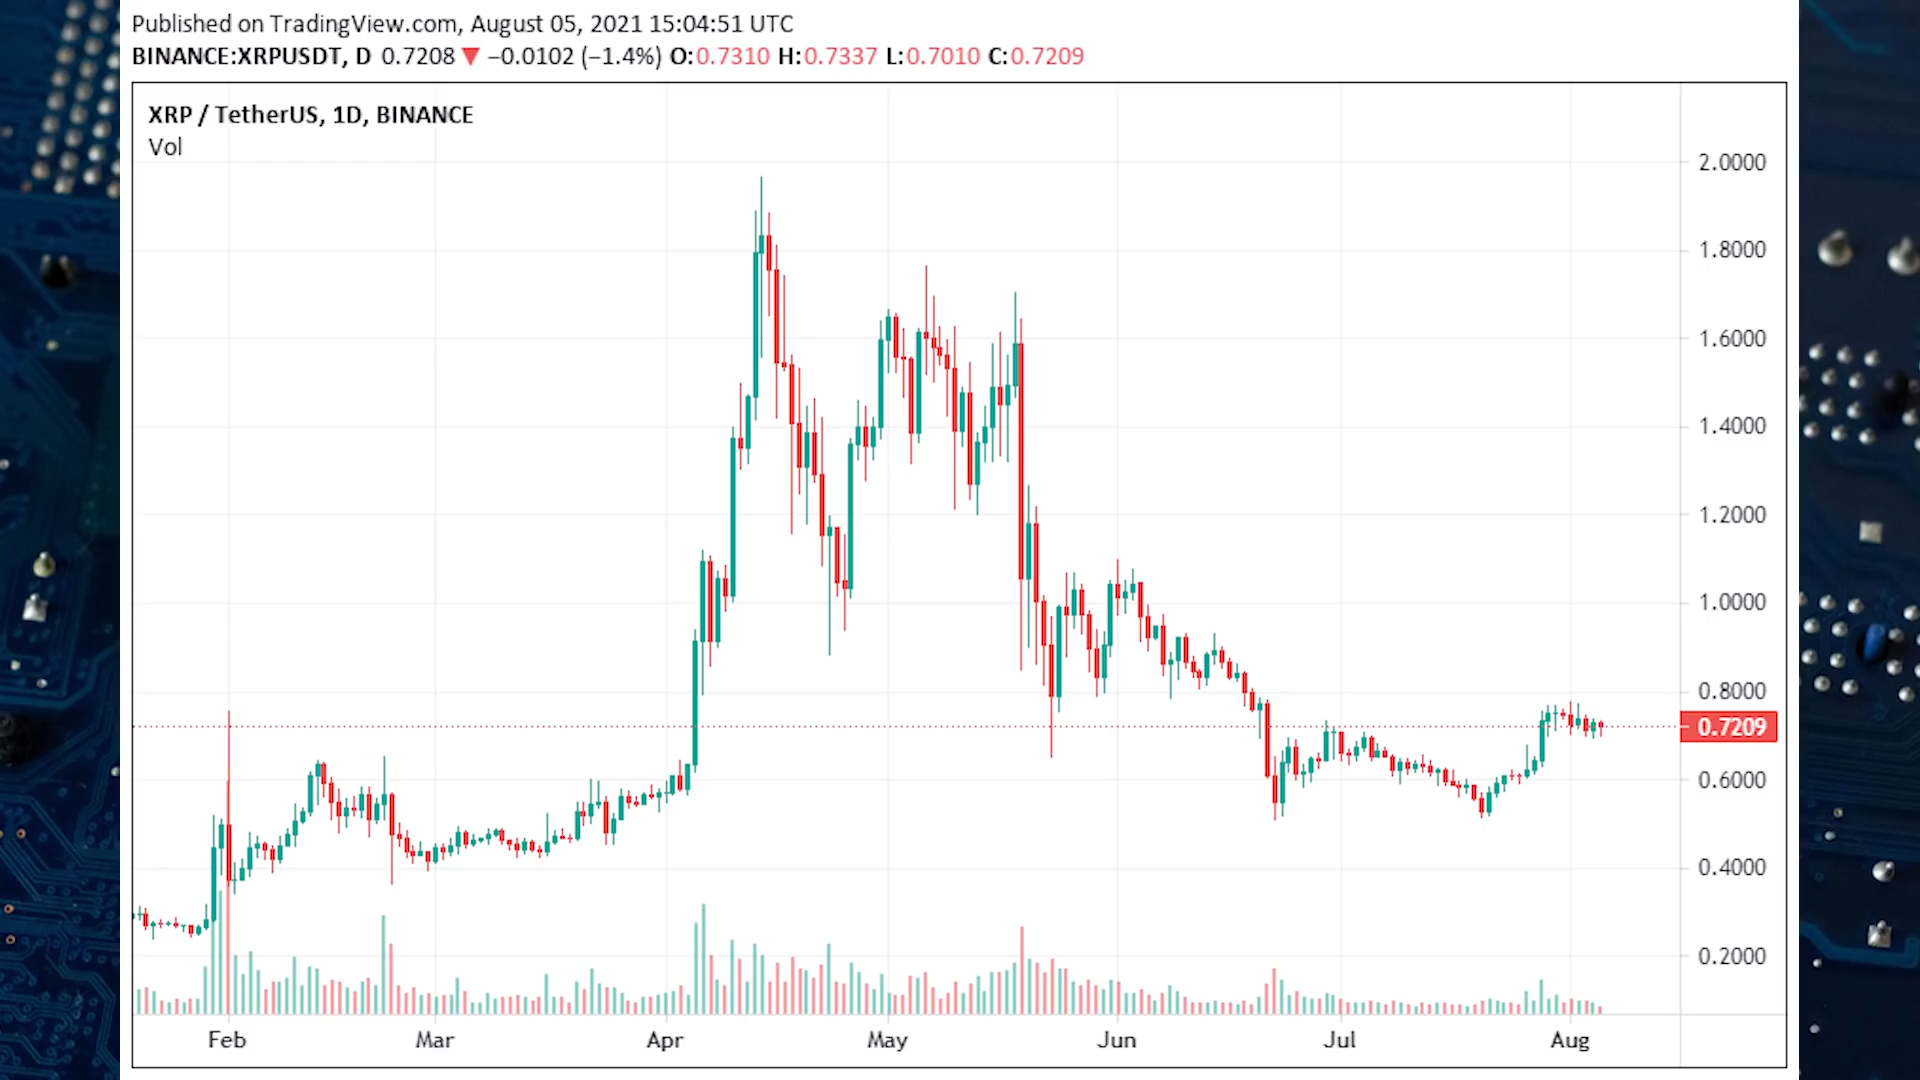 Published on TradingView.com, August 05, 2021 15:04:51 UTC
BINANCE:XRPUSDT, D 0.7208 ▼ −0.0102 (−1.4%) O:0.7310 H:0.7337 L:0.7010 C:0.7209
XRP / TetherUS, 1D, BINANCE
Vol
2.0000
1.8000
1.6000
1.4000
1.2000
1.0000
0.8000
0.7209
0.6000
0.4000
0.2000
Feb Mar Apr May Jun Jul Aug